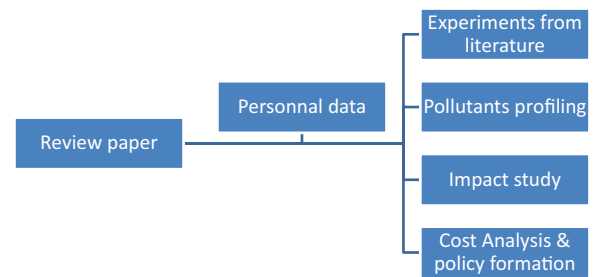 Review paper
Personnal data
Experiments from
literature
Pollutants profiling
Impact study
Cost Analysis &
policy formation